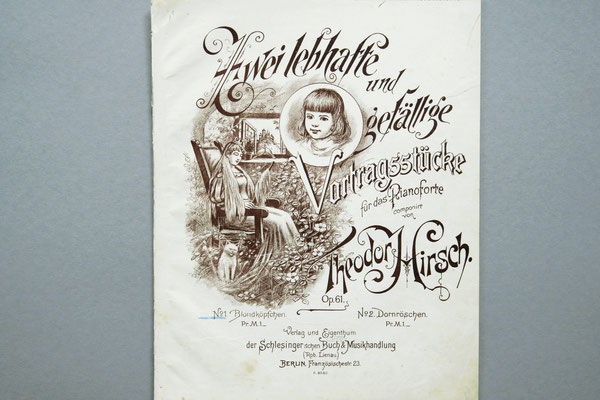 Zwei lebhafte
und
gefällige
Vortragsstücke
für das Pianoforte
componirt
von
Theodor Hirsch.
Op. 61.
No 1. Blondköpfchen.
Pr. M. 1._
No 2. Dornröschen.
Pr. M. 1._
Verlag und Eigenthum
der Schlesinger'schen Buch & Musikhandlung
(Rob. Lienau)
BERLIN, Französischestr. 23.